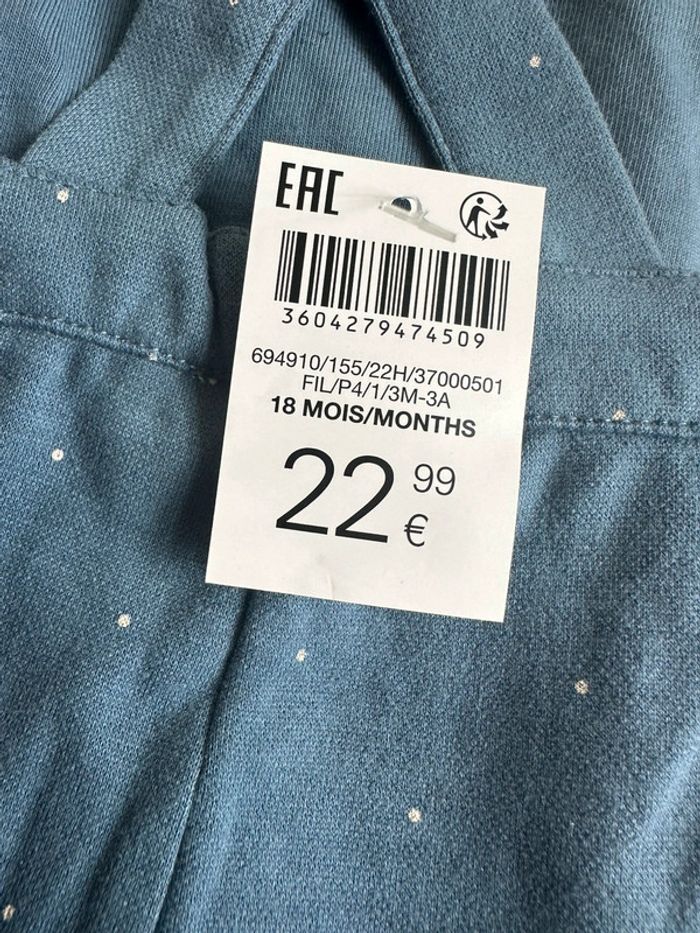 EAC
3604279474509
694910/155/22H/37000501
FIL/P4/1/3M-3A
18 MOIS/MONTHS
22 99 €